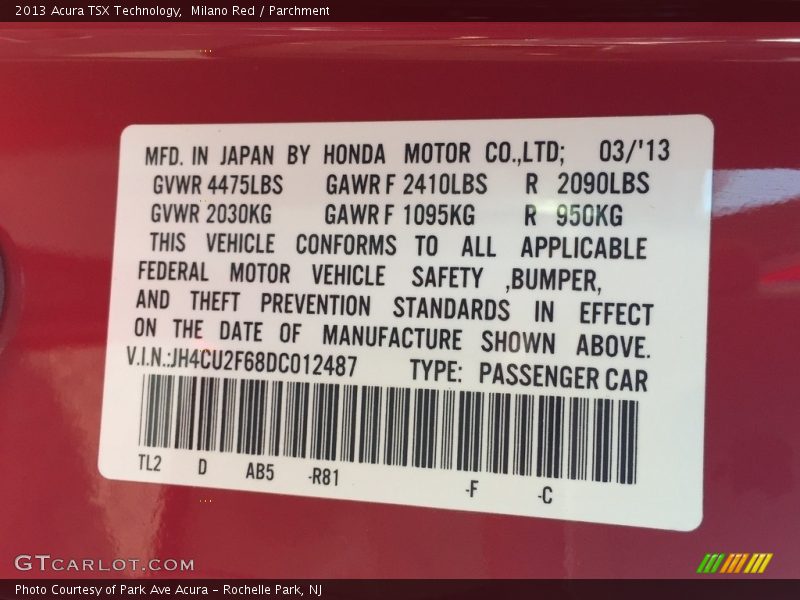 2013 Acura TSX Technology,  Milano Red / Parchment
MFD. IN JAPAN BY HONDA MOTOR CO.,LTD; 03/'13
GVWR 4475LBS GAWR F 2410LBS R 2090LBS
GVWR 2030KG GAWR F 1095KG R 950KG
THIS VEHICLE CONFORMS TO ALL APPLICABLE
FEDERAL MOTOR VEHICLE SAFETY ,BUMPER,
AND THEFT PREVENTION STANDARDS IN EFFECT
ON THE DATE OF MANUFACTURE SHOWN ABOVE.
V.I.N.:JH4CU2F68DC012487 TYPE: PASSENGER CAR
TL2 D AB5 -R81 -F -C
GTCARLOT.COM
Photo Courtesy of Park Ave Acura – Rochelle Park, NJ